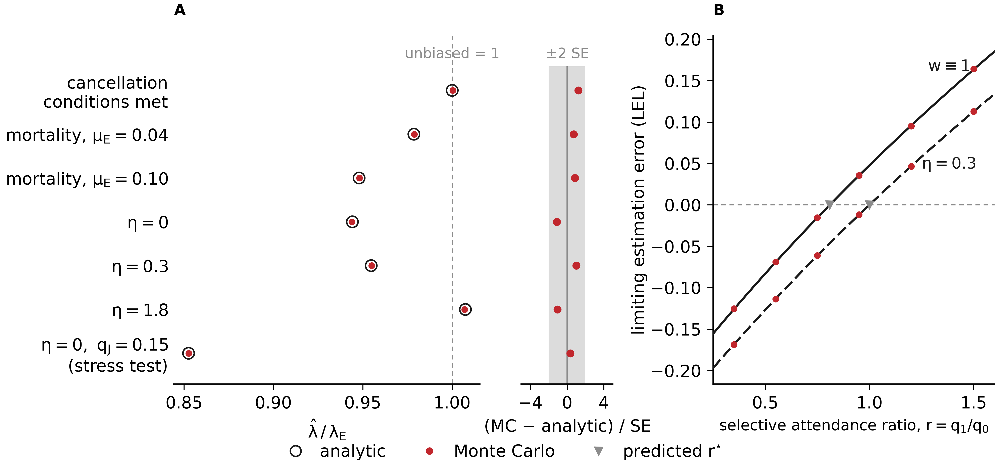 A
unbiased = 1
±2 SE
cancellation
conditions met
mortality, μE = 0.04
mortality, μE = 0.10
η = 0
η = 0.3
η = 1.8
η = 0, qJ = 0.15
(stress test)
0.85 0.90 0.95 1.00
λ̂ / λE
−4 0 4
(MC − analytic) / SE
B
limiting estimation error (LEL)
0.20
0.15
0.10
0.05
0.00
−0.05
−0.10
−0.15
−0.20
w ≡ 1
η = 0.3
0.5 1.0 1.5
selective attendance ratio, r = q₁/q₀
analytic Monte Carlo predicted r⋆